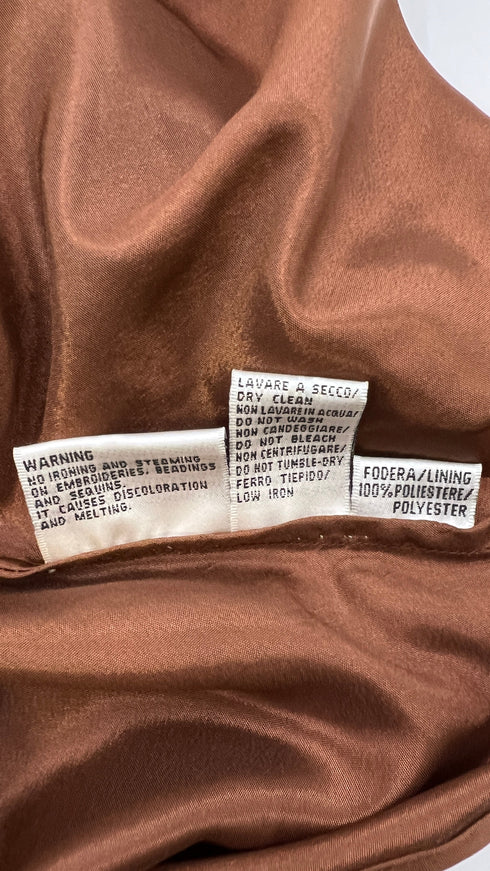 WARNING
NO IRONING AND STEAMING
ON EMBROIDERIES, BEADINGS
AND SEQUINS.
IT CAUSES DISCOLORATION
AND MELTING.
LAVARE A SECCO/
DRY CLEAN
NON LAVARE IN ACQUA/
DO NOT WASH
NON CANDEGGIARE/
DO NOT BLEACH
NON CENTRIFUGARE/
DO NOT TUMBLE-DRY
FERRO TIEPIDO/
LOW IRON
FODERA/LINING
100% POLIESTERE/
POLYESTER